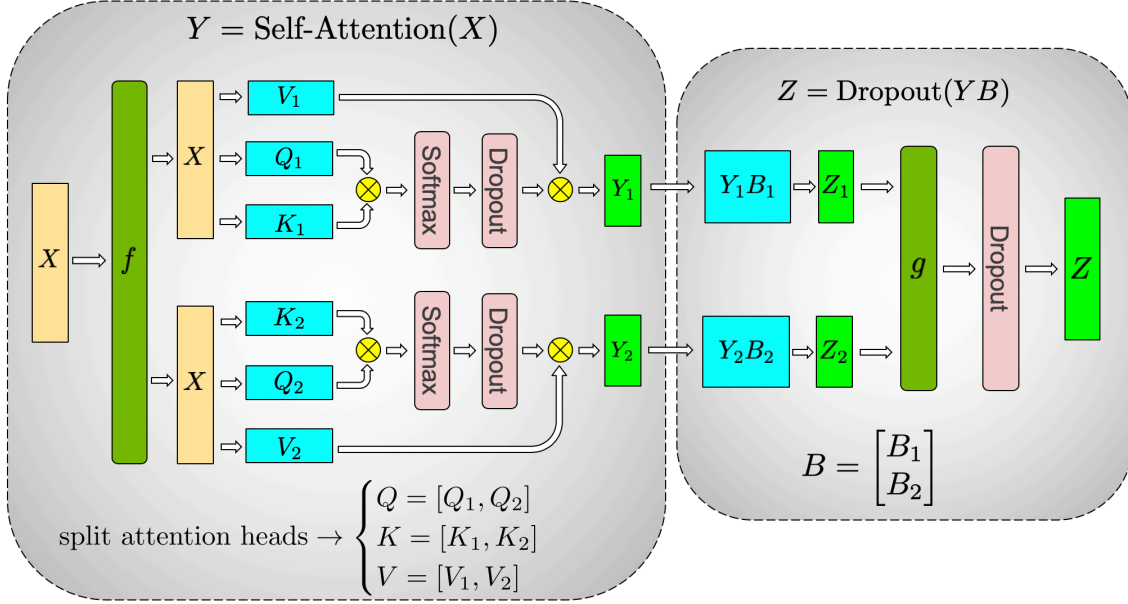 Y = Self-Attention(X)
X
f
X
V₁
Q₁
K₁
Softmax
Dropout
Y₁
X
K₂
Q₂
V₂
Softmax
Dropout
Y₂
split attention heads → { Q = [Q₁, Q₂]
K = [K₁, K₂]
V = [V₁, V₂]
Z = Dropout(YB)
Y₁B₁
Z₁
Y₂B₂
Z₂
g
Dropout
Z
B = [B₁
B₂]